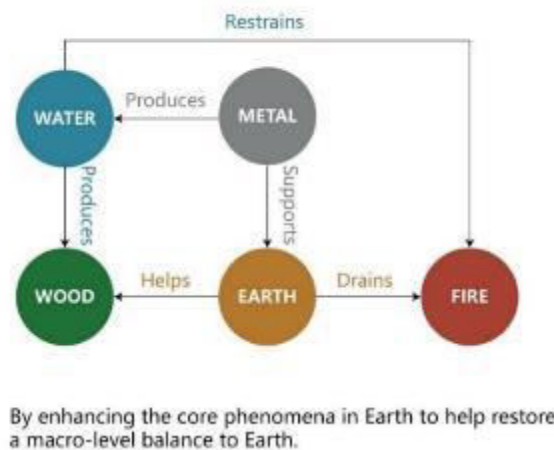 Restrains
WATER
Produces
METAL
Produces
Supports
WOOD
Helps
EARTH
Drains
FIRE
By enhancing the core phenomena in Earth to help restore
a macro-level balance to Earth.